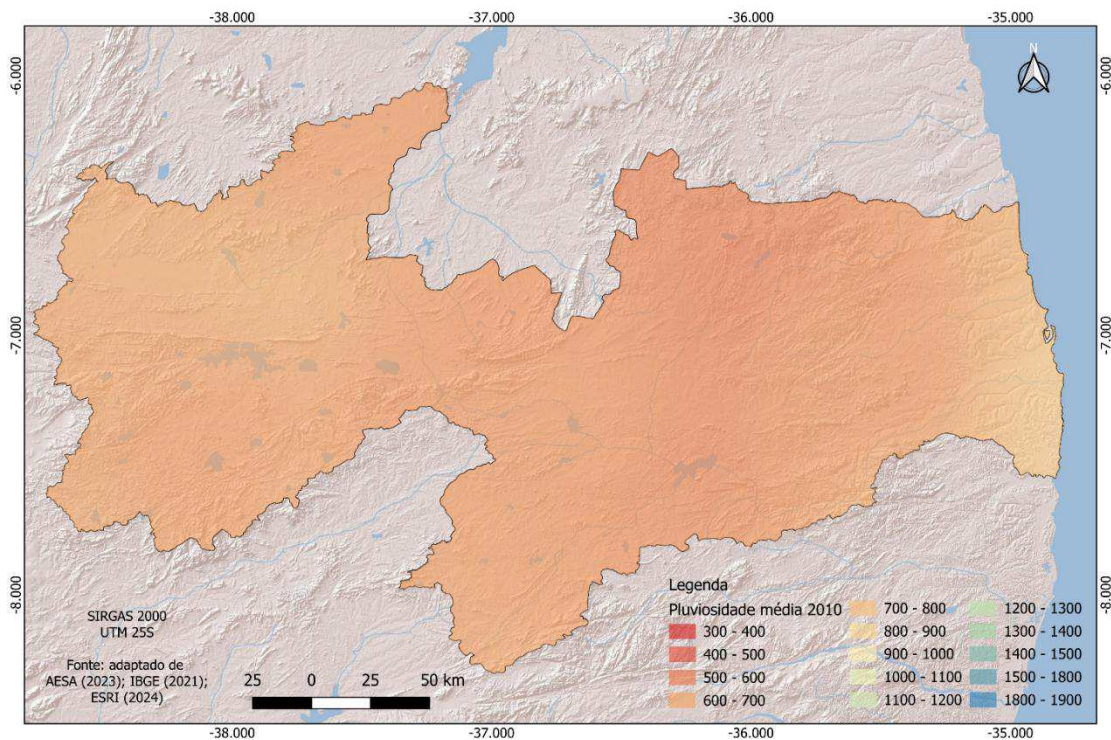 -38.000
-37.000
-36.000
-35.000
-6.000
-6.000
N
-7.000
-7.000
-8.000
-8.000
SIRGAS 2000
UTM 25S
Fonte: adaptado de
AESA (2023); IBGE (2021);
ESRI (2024)
25 0 25 50 km
Legenda
Pluviosidade média 2010
300 - 400
400 - 500
500 - 600
600 - 700
700 - 800
800 - 900
900 - 1000
1000 - 1100
1100 - 1200
1200 - 1300
1300 - 1400
1400 - 1500
1500 - 1800
1800 - 1900
-38.000
-37.000
-36.000
-35.000